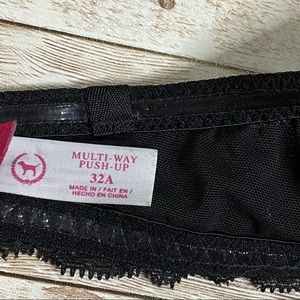 MULTI-WAY
PUSH-UP
32A
MADE IN / FAIT EN /
HECHO EN CHINA